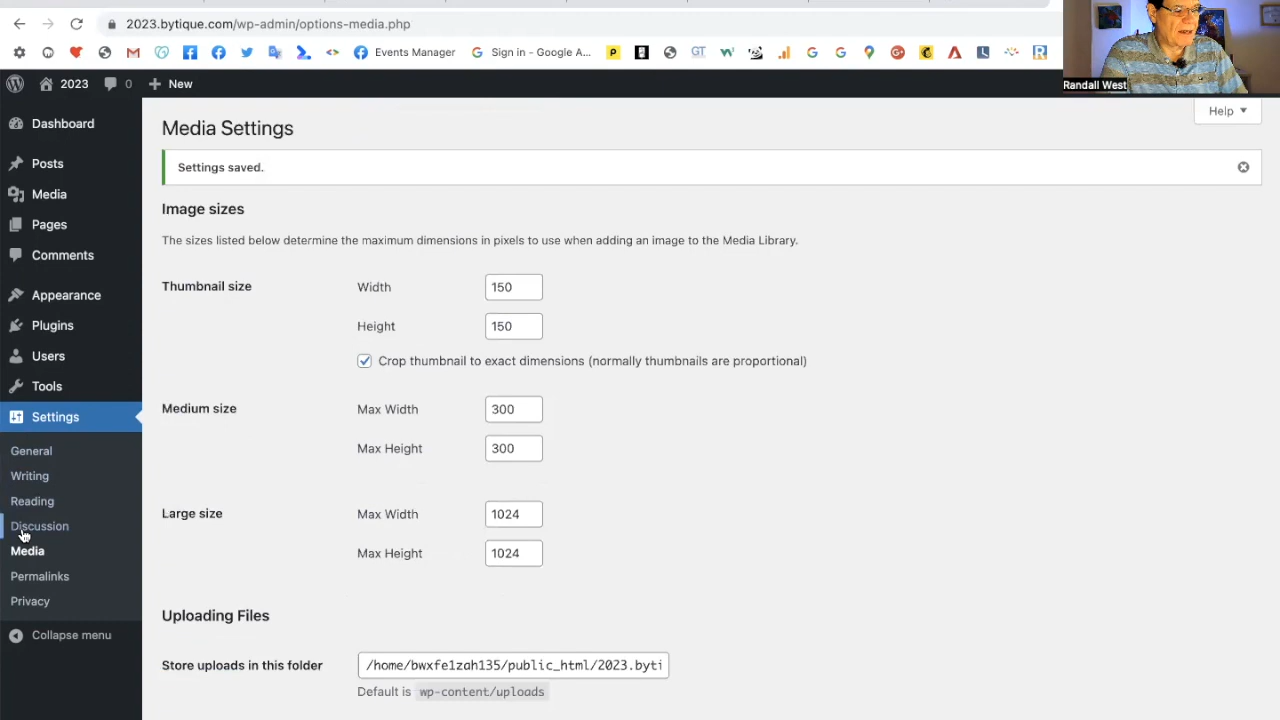 2023.bytique.com/wp-admin/options-media.php
Events Manager
Sign in - Google A...
GT
Randall West
2023
0
New
Help
Dashboard
Posts
Media
Pages
Comments
Appearance
Plugins
Users
Tools
Settings
General
Writing
Reading
Discussion
Media
Permalinks
Privacy
Collapse menu
Media Settings
Settings saved.
Image sizes
The sizes listed below determine the maximum dimensions in pixels to use when adding an image to the Media Library.
Thumbnail size
Width 150
Height 150
Crop thumbnail to exact dimensions (normally thumbnails are proportional)
Medium size
Max Width 300
Max Height 300
Large size
Max Width 1024
Max Height 1024
Uploading Files
Store uploads in this folder
/home/bwxfe1zah135/public_html/2023.byti
Default is wp-content/uploads